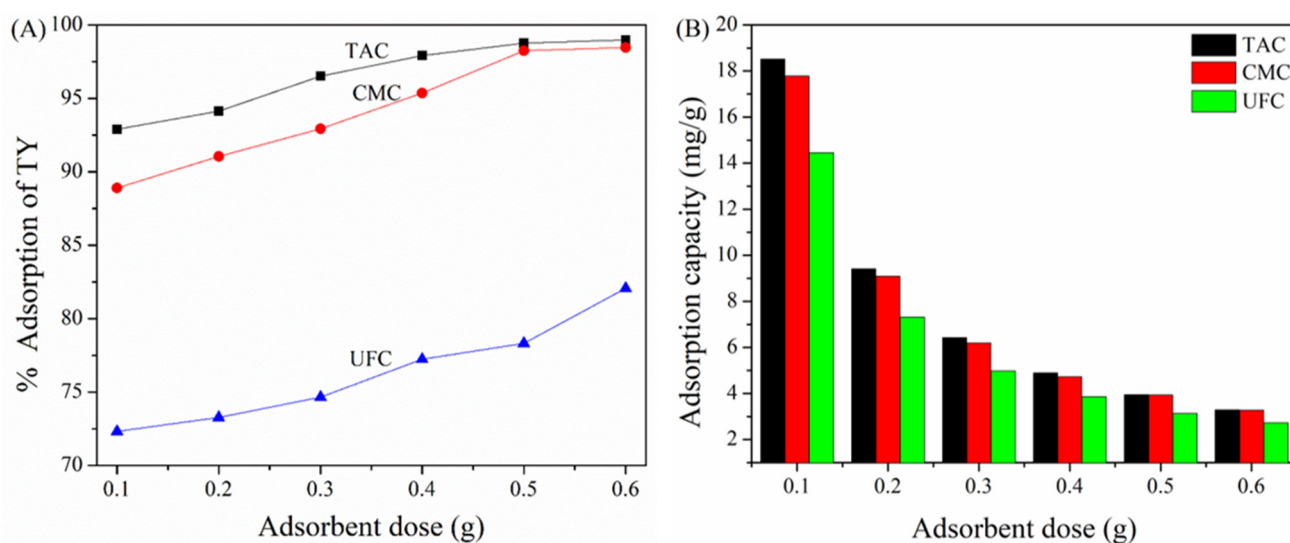 (A)
100
95
90
85
80
75
70
% Adsorption of TY
TAC
CMC
UFC
0.1 0.2 0.3 0.4 0.5 0.6
Adsorbent dose (g)
(B)
20
18
16
14
12
10
8
6
4
2
Adsorption capacity (mg/g)
TAC
CMC
UFC
0.1 0.2 0.3 0.4 0.5 0.6
Adsorbent dose (g)